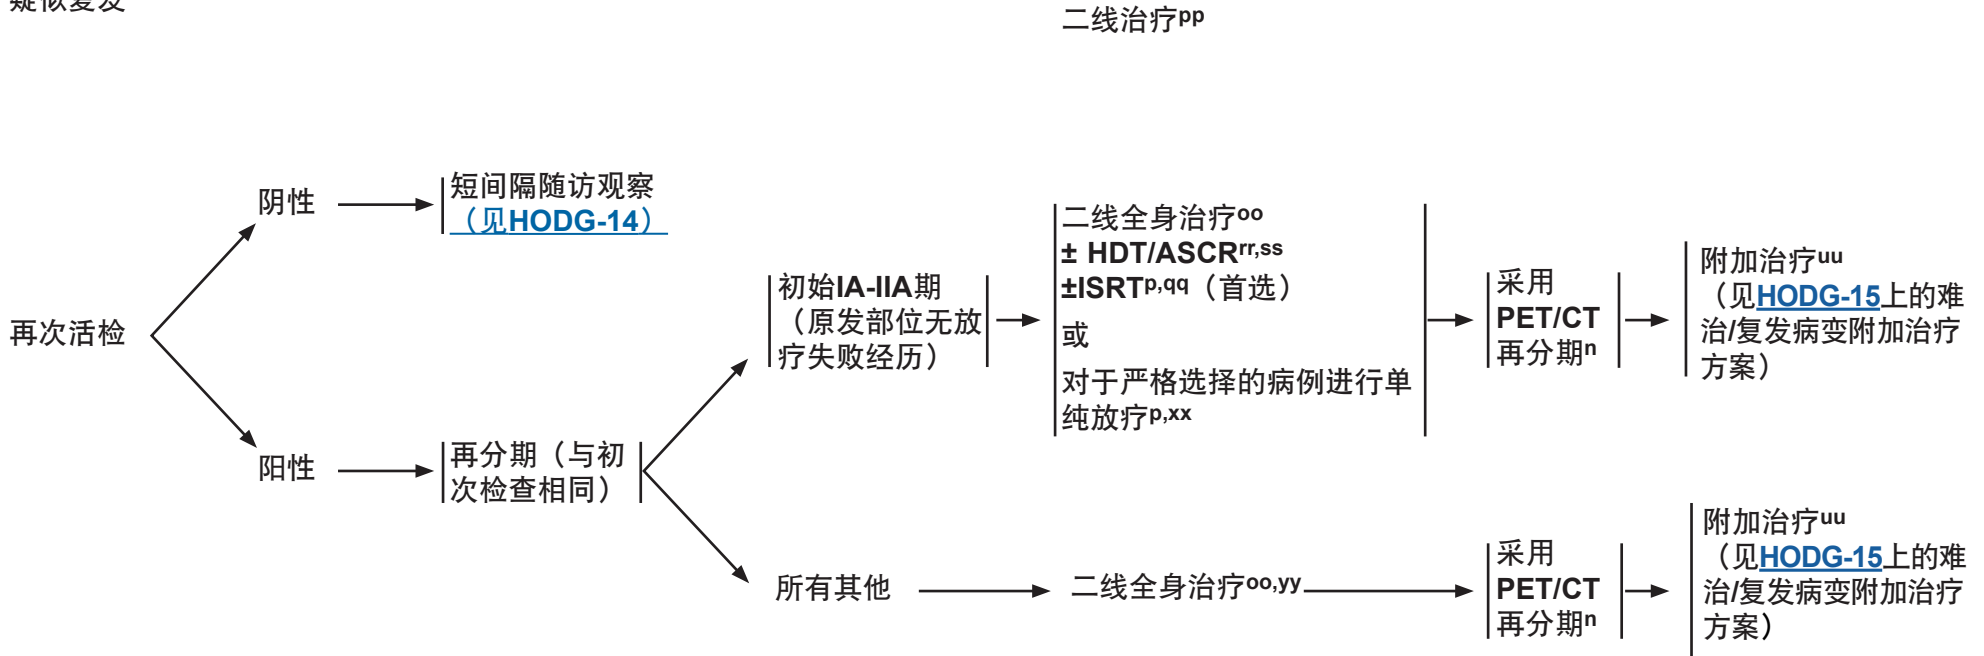 疑似复发
二线治疗pp
再次活检
阴性
短间隔随访观察
（见HODG-14）
阳性
再分期（与初
次检查相同）
初始IA-IIA期
（原发部位无放
疗失败经历）
二线全身治疗oo
± HDT/ASCRrr,ss
±ISRTp,qq（首选）
或
对于严格选择的病例进行单
纯放疗p,xx
采用
PET/CT
再分期n
附加治疗uu
（见HODG-15上的难
治/复发病变附加治疗
方案）
所有其他
二线全身治疗oo,yy
采用
PET/CT
再分期n
附加治疗uu
（见HODG-15上的难
治/复发病变附加治疗
方案）